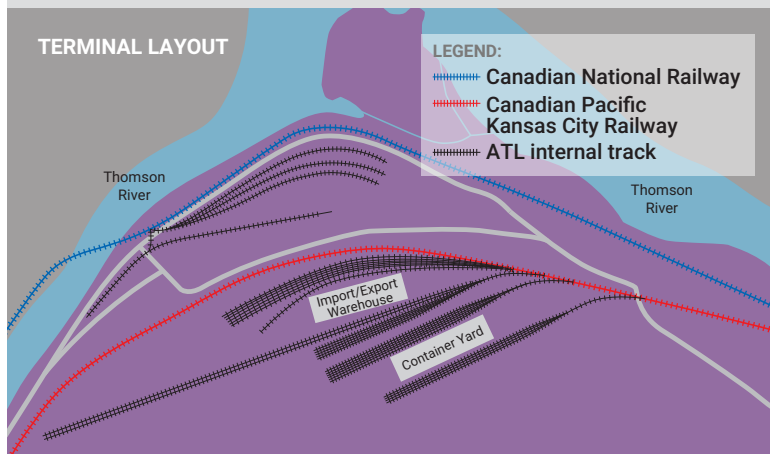 TERMINAL LAYOUT
LEGEND:
Canadian National Railway
Canadian Pacific
Kansas City Railway
ATL internal track
Thomson
River
Thomson
River
Import/Export
Warehouse
Container Yard